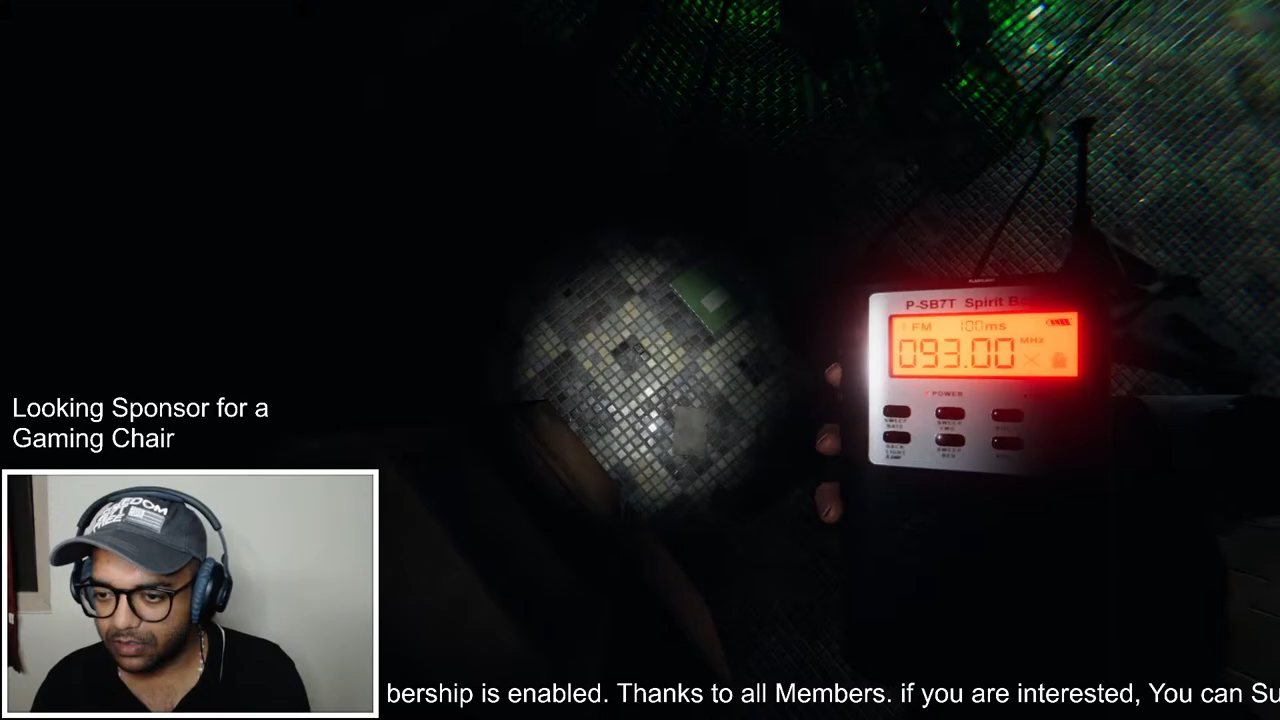 P-SB7T Spirit
FM 100ms
093.00 MHz
POWER
Looking Sponsor for a
Gaming Chair
bership is enabled. Thanks to all Members. if you are interested, You can Su